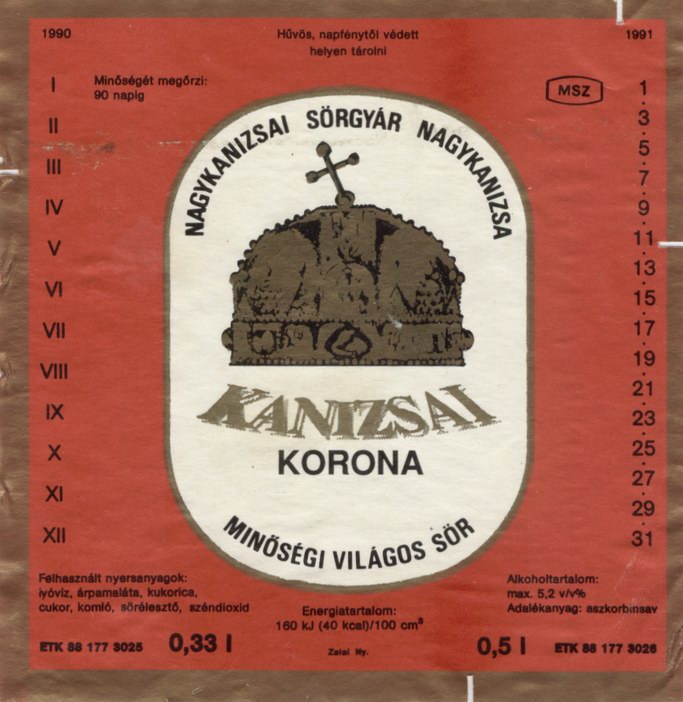 1990
Hűvös, napfénytől védett
helyen tárolni
1991
Minőségét megőrzi:
90 napig
MSZ
I
II
III
IV
V
VI
VII
VIII
IX
X
XI
XII
1
3
5
7
9
11
13
15
17
19
21
23
25
27
29
31
NAGYKANIZSAI SÖRGYÁR NAGYKANIZSA
KANIZSAI
KORONA
MINŐSÉGI VILÁGOS SÖR
Felhasznált nyersanyagok:
ivóvíz, árpamaláta, kukorica,
cukor, komló, sörélesztő, széndioxid
ETK 88 177 3025
0,33 l
Energiatartalom:
160 kJ (40 kcal)/100 cm³
Zalai Ny.
Alkoholtartalom:
max. 5,2 v/v%
Adalékanyag: aszkorbinsav
0,5 l
ETK 88 177 3026